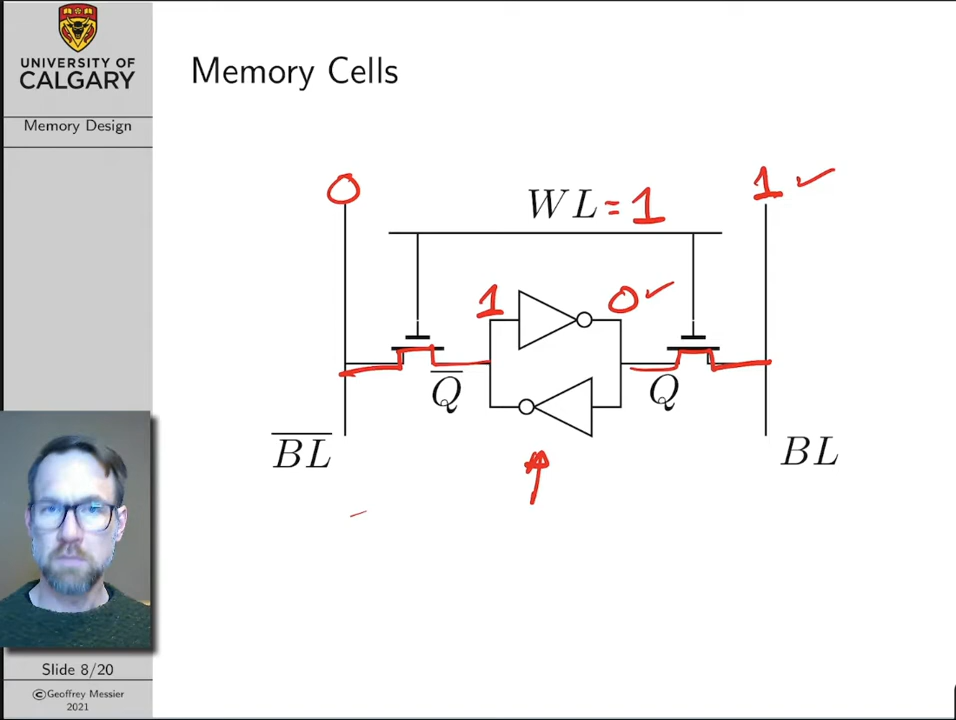 UNIVERSITY OF
CALGARY
Memory Design
Memory Cells
0
WL = 1
1 ✓
1
0 ✓
Q̅
Q
B̅L̅
BL
Slide 8/20
©Geoffrey Messier
2021